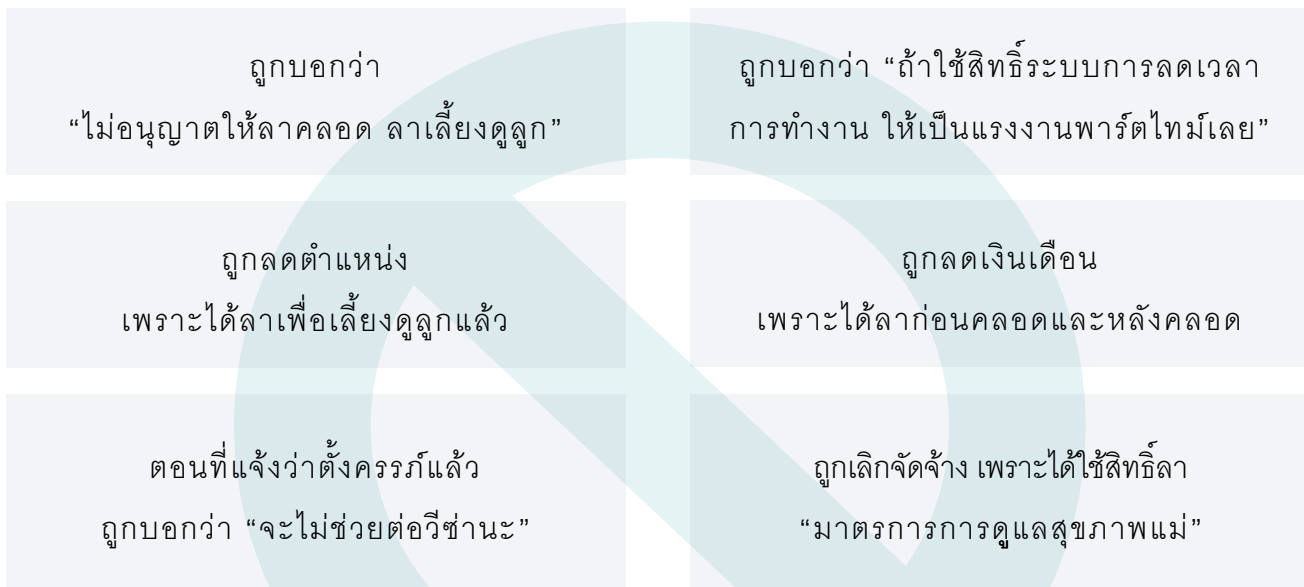 ถูกบอกว่า
“ไม่อนุญาตให้ลาคลอด ลาเลี้ยงดูลูก”
ถูกบอกว่า “ถ้าใช้สิทธิ์ระบบการลดเวลา
การทำงาน ให้เป็นแรงงานพาร์ตไทม์เลย”
ถูกลดตำแหน่ง
เพราะได้ลาเพื่อเลี้ยงดูลูกแล้ว
ถูกลดเงินเดือน
เพราะได้ลาก่อนคลอดและหลังคลอด
ตอนที่แจ้งว่าตั้งครรภ์แล้ว
ถูกบอกว่า “จะไม่ช่วยต่อวีซ่านะ”
ถูกเลิกจัดจ้าง เพราะได้ใช้สิทธิ์ลา
“มาตรการการดูแลสุขภาพแม่”